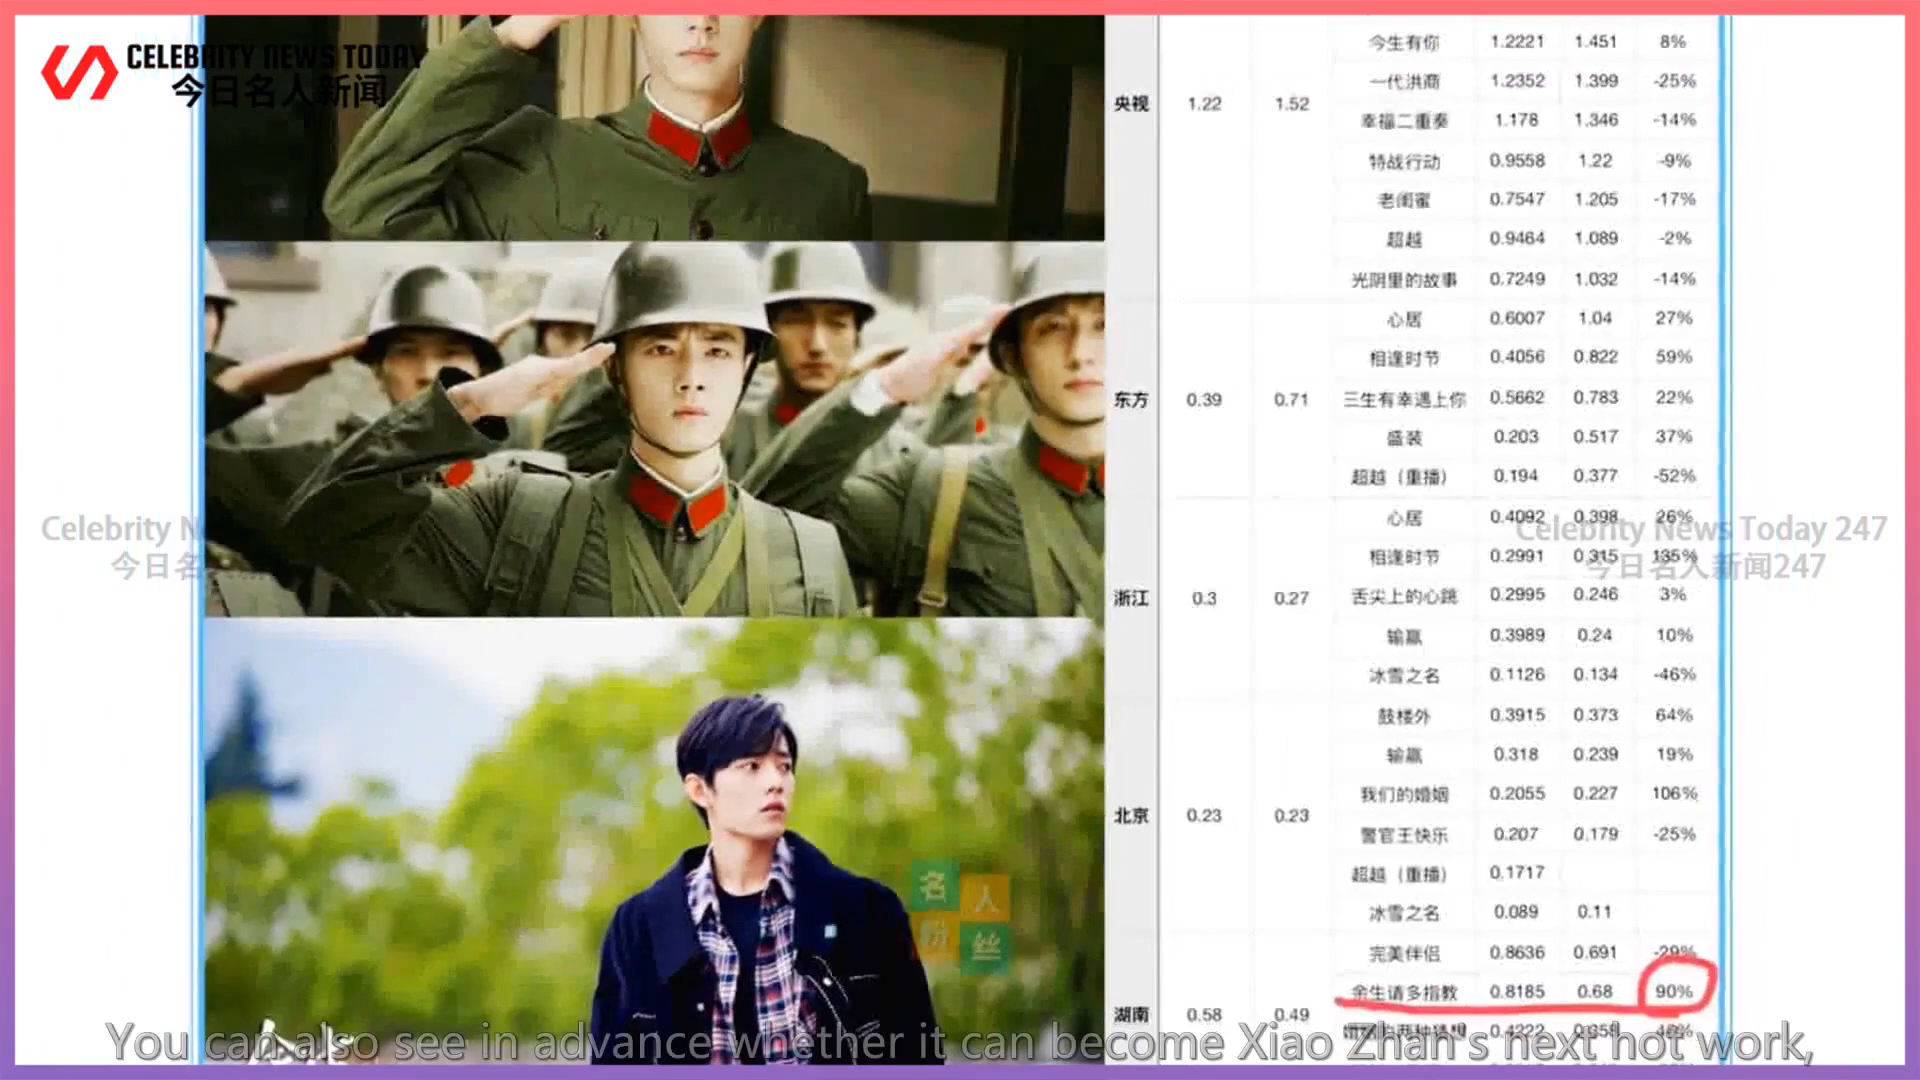 CELEBRITY NEWS TODAY
今日名人新闻
今生有你 1.2221 1.451 8%
一代洪商 1.2352 1.399 -25%
央视 1.22 1.52
幸福二重奏 1.178 1.346 -14%
特战行动 0.9558 1.22 -9%
老闺蜜 0.7547 1.205 -17%
超越 0.9464 1.089 -2%
光阴里的故事 0.7249 1.032 -14%
心居 0.6007 1.04 27%
相逢时节 0.4056 0.822 59%
东方 0.39 0.71 三生有幸遇上你 0.5662 0.783 22%
盛装 0.203 0.517 37%
超越（重播） 0.194 0.377 -52%
心居 0.4092 0.398 26%
Celebrity N
今日名
Celebrity News Today 247
今日名人新闻247
相逢时节 0.2991 0.315 135%
浙江 0.3 0.27 舌尖上的心跳 0.2995 0.246 3%
输赢 0.3989 0.24 10%
冰雪之名 0.1126 0.134 -46%
鼓楼外 0.3915 0.373 64%
输赢 0.318 0.239 19%
我们的婚姻 0.2055 0.227 106%
北京 0.23 0.23
警官王快乐 0.207 0.179 -25%
超越（重播） 0.1717
冰雪之名 0.089 0.11
名人粉丝
完美伴侣 0.8636 0.691 -29%
余生请多指教 0.8185 0.68 90%
湖南 0.58 0.49
0.4222
You can also see in advance whether it can become Xiao Zhan's next hot work,